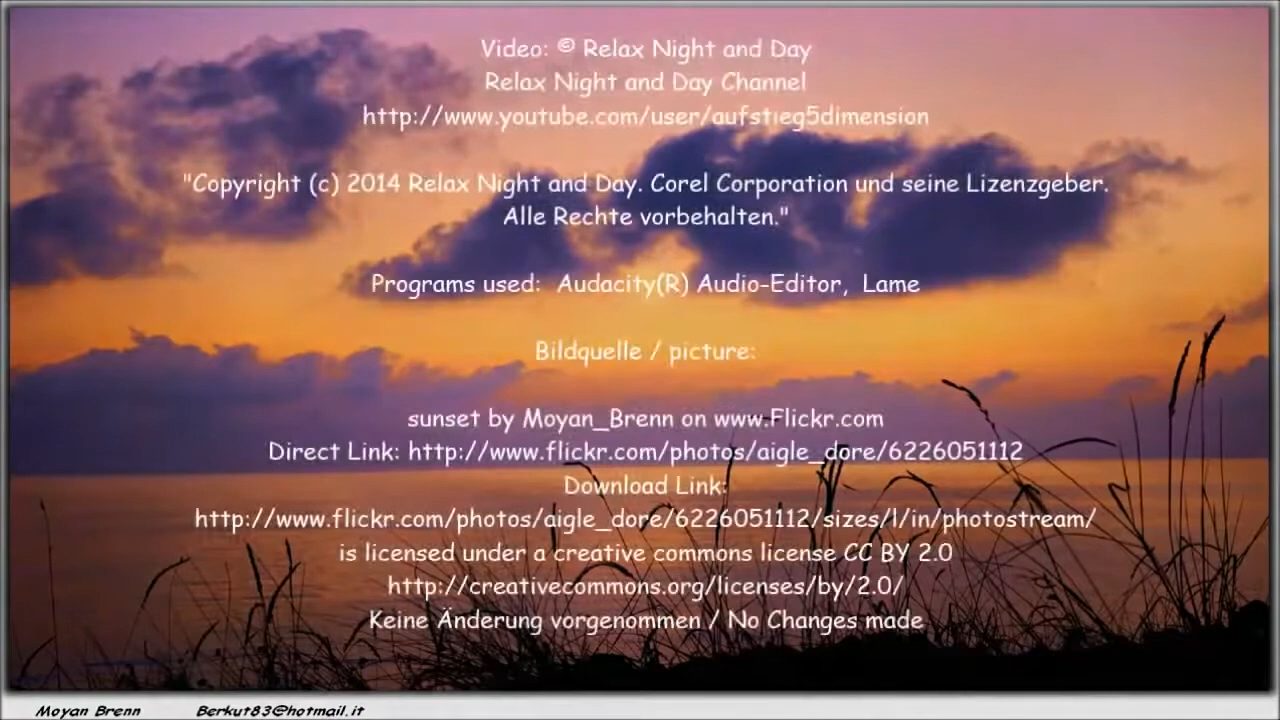 Video: © Relax Night and Day
Relax Night and Day Channel
http://www.youtube.com/user/aufstieg5dimension
"Copyright (c) 2014 Relax Night and Day. Corel Corporation und seine Lizenzgeber.
Alle Rechte vorbehalten."
Programs used:  Audacity(R) Audio-Editor,  Lame
Bildquelle / picture:
sunset by Moyan_Brenn on www.Flickr.com
Direct Link: http://www.flickr.com/photos/aigle_dore/6226051112
Download Link:
http://www.flickr.com/photos/aigle_dore/6226051112/sizes/l/in/photostream/
is licensed under a creative commons license CC BY 2.0
http://creativecommons.org/licenses/by/2.0/
Keine Änderung vorgenommen / No Changes made
Moyan Brenn Berkut83@hotmail.it